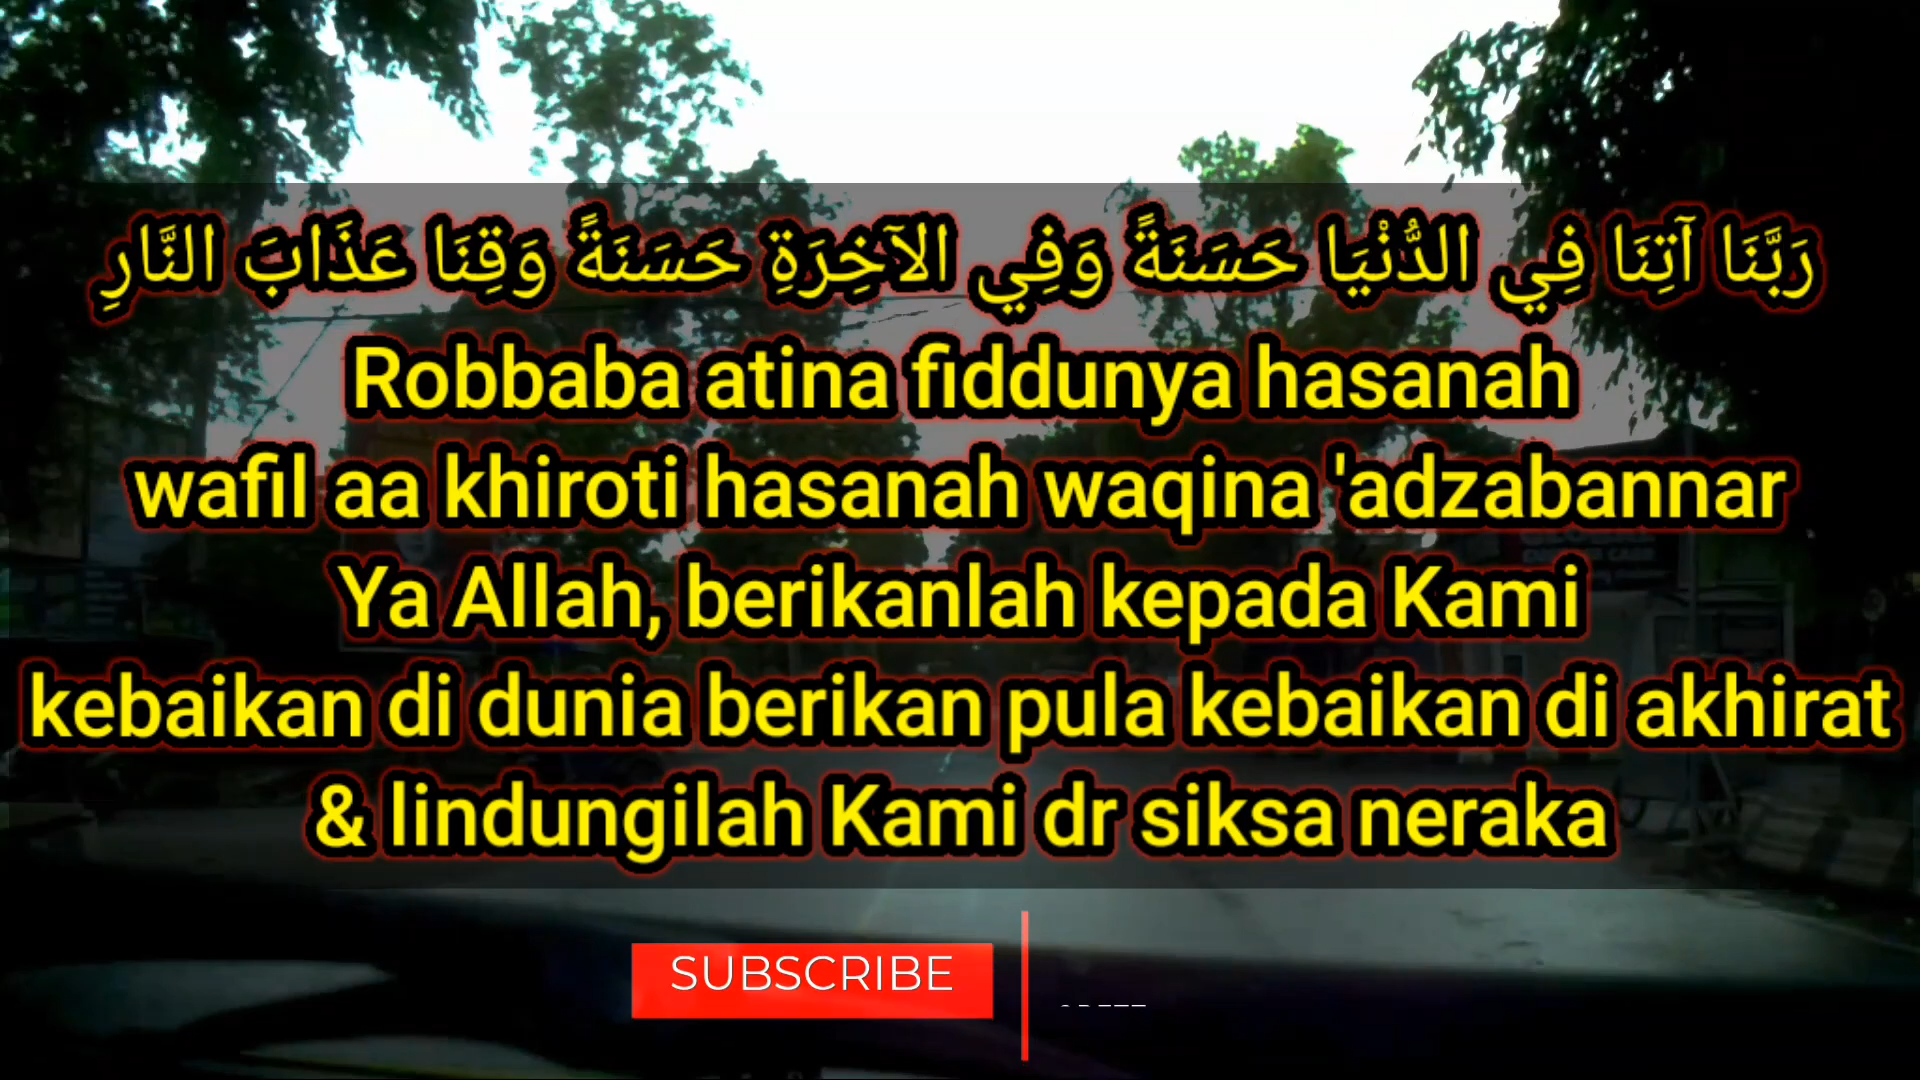 رَبَّنَا آتِنَا فِي الدُّنْيَا حَسَنَةً وَفِي الآخِرَةِ حَسَنَةً وَقِنَا عَذَابَ النَّارِ
Robbaba atina fiddunya hasanah
wafil aa khiroti hasanah waqina 'adzabannar
Ya Allah, berikanlah kepada Kami
kebaikan di dunia berikan pula kebaikan di akhirat
& lindungilah Kami dr siksa neraka
SUBSCRIBE